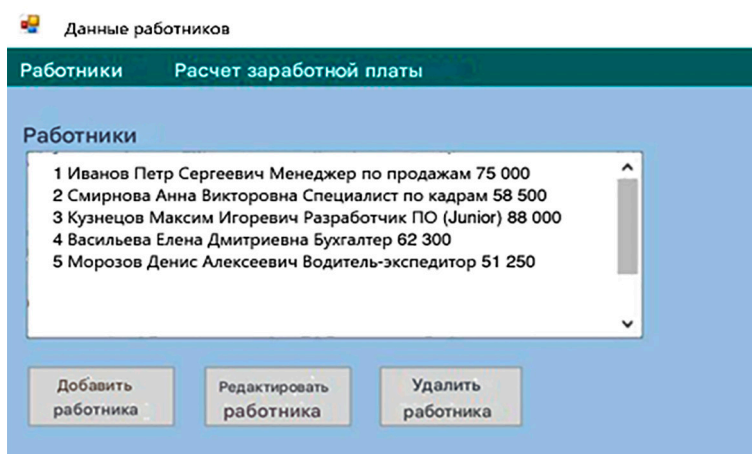 Данные работников
Работники Расчет заработной платы
Работники
1 Иванов Петр Сергеевич Менеджер по продажам 75 000
2 Смирнова Анна Викторовна Специалист по кадрам 58 500
3 Кузнецов Максим Игоревич Разработчик ПО (Junior) 88 000
4 Васильева Елена Дмитриевна Бухгалтер 62 300
5 Морозов Денис Алексеевич Водитель-экспедитор 51 250
Добавить
работника
Редактировать
работника
Удалить
работника